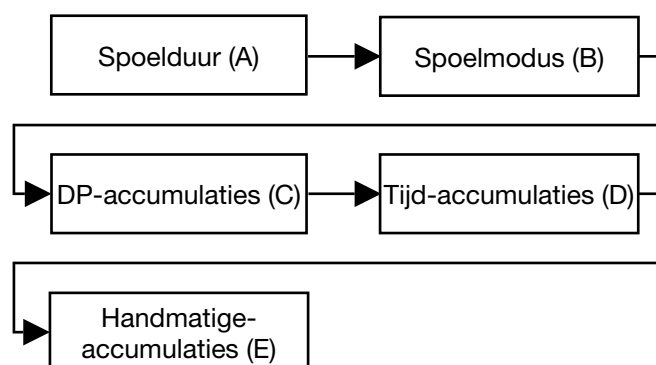 Spoelduur (A)
Spoelmodus (B)
DP-accumulaties (C)
Tijd-accumulaties (D)
Handmatige-
accumulaties (E)